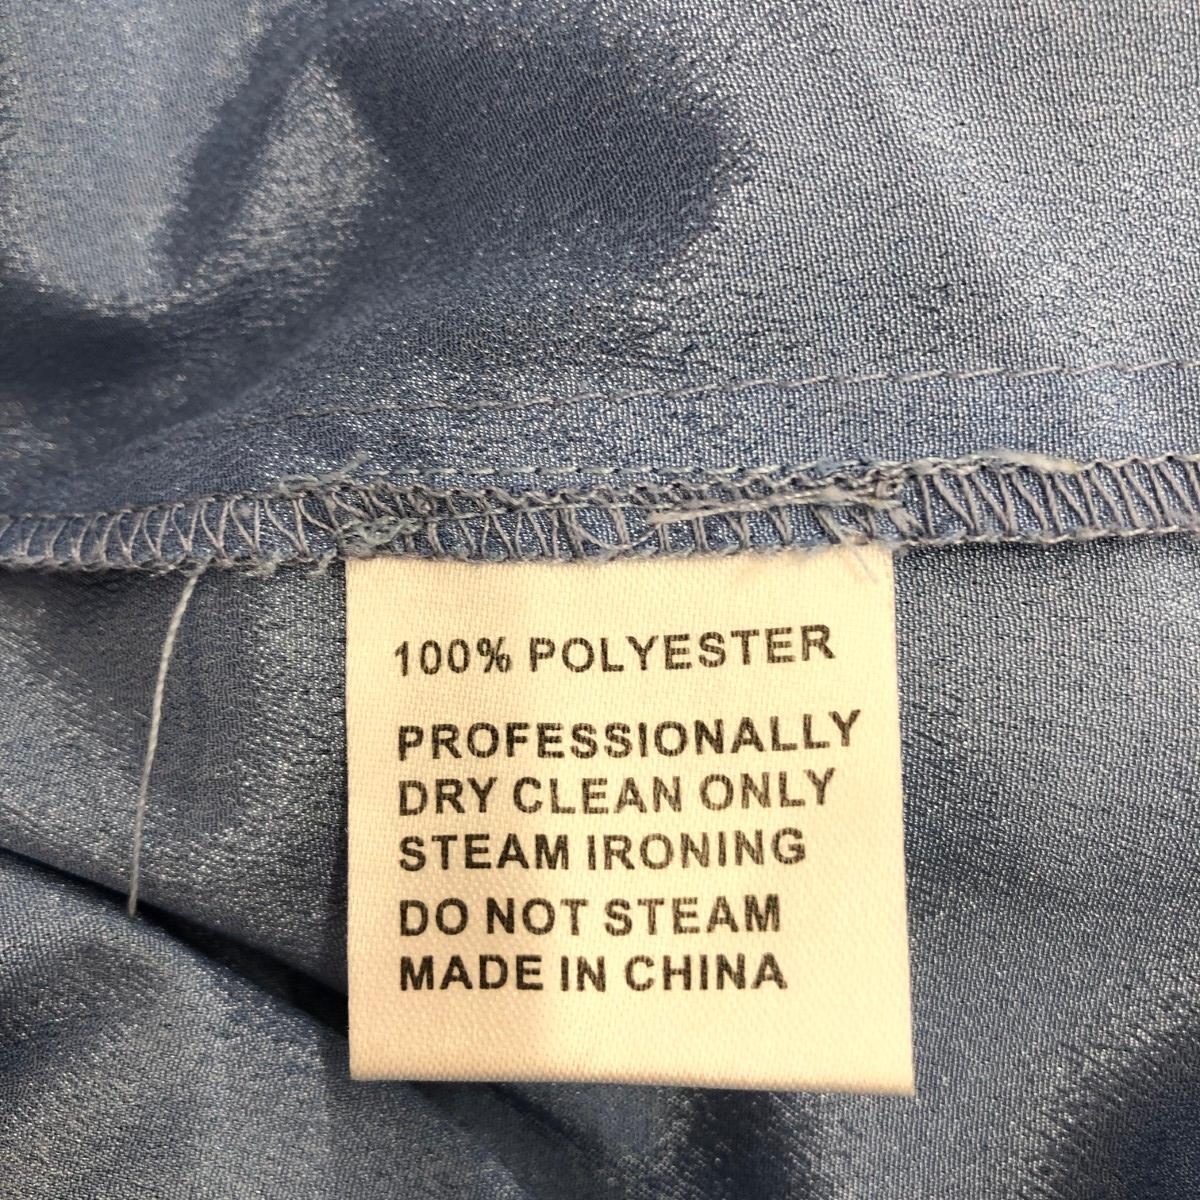 100% POLYESTER
PROFESSIONALLY
DRY CLEAN ONLY
STEAM IRONING
DO NOT STEAM
MADE IN CHINA